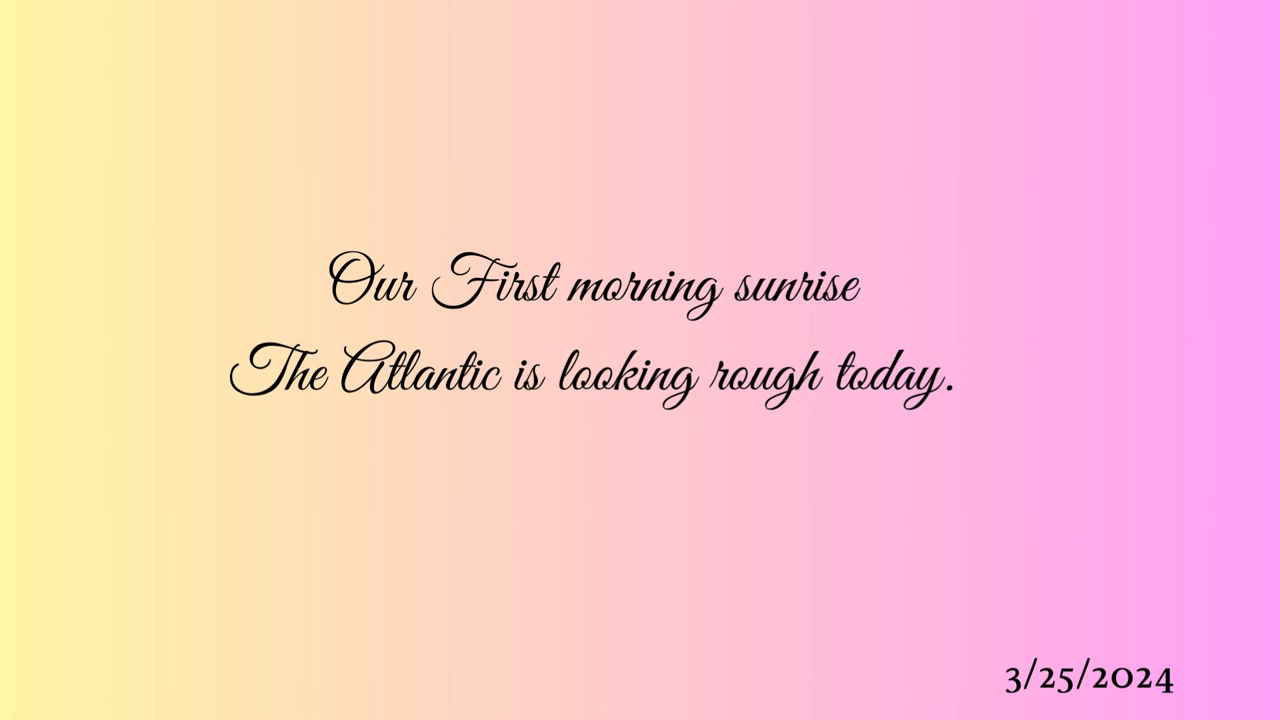 Our First morning sunrise
The Atlantic is looking rough today.
3/25/2024